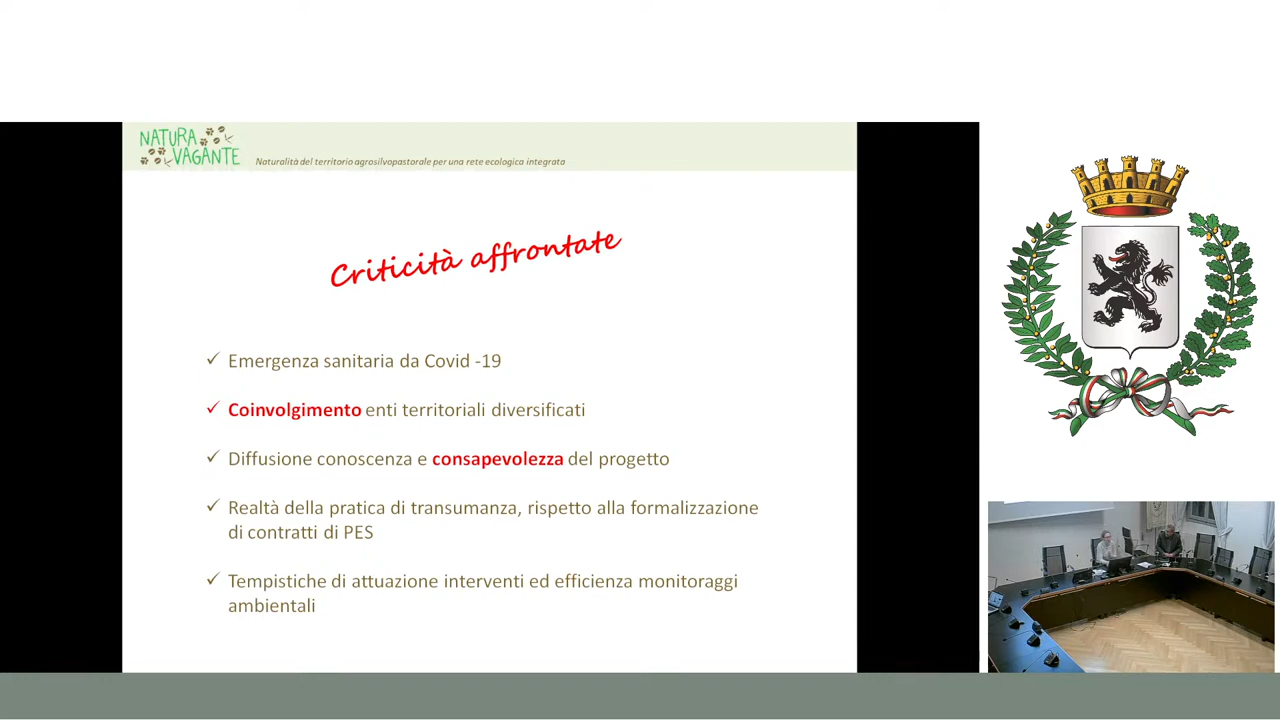 NATURA
VAGANTE
Naturalità del territorio agrosilvopastorale per una rete ecologica integrata
Criticità affrontate
Emergenza sanitaria da Covid -19
Coinvolgimento enti territoriali diversificati
Diffusione conoscenza e consapevolezza del progetto
Realtà della pratica di transumanza, rispetto alla formalizzazione
di contratti di PES
Tempistiche di attuazione interventi ed efficienza monitoraggi
ambientali